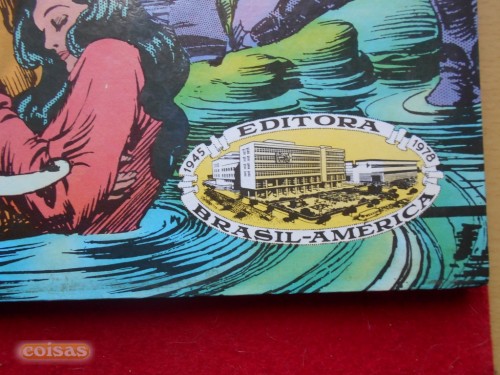 EDITORA
1945 1978
BRASIL-AMÉRICA
coisas